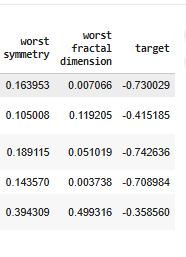 worst symmetry worst fractal dimension target
0.163953 0.007066 -0.730029
0.105008 0.119205 -0.415185
0.189115 0.051019 -0.742636
0.143570 0.003738 -0.708984
0.394309 0.499316 -0.358560